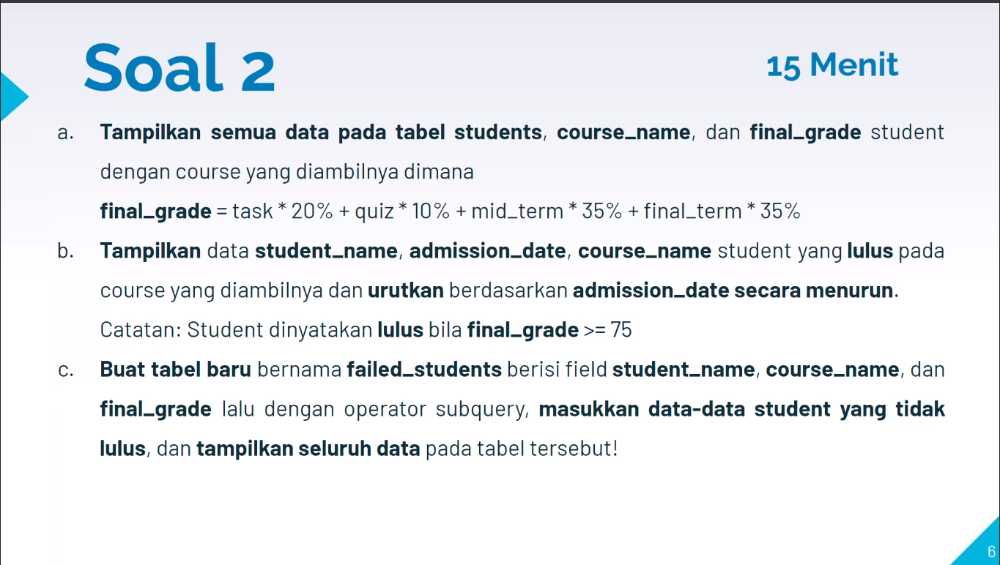 Soal 2
15 Menit
a. Tampilkan semua data pada tabel students, course_name, dan final_grade student
dengan course yang diambilnya dimana
final_grade = task * 20% + quiz * 10% + mid_term * 35% + final_term * 35%
b. Tampilkan data student_name, admission_date, course_name student yang lulus pada
course yang diambilnya dan urutkan berdasarkan admission_date secara menurun.
Catatan: Student dinyatakan lulus bila final_grade >= 75
c. Buat tabel baru bernama failed_students berisi field student_name, course_name, dan
final_grade lalu dengan operator subquery, masukkan data-data student yang tidak
lulus, dan tampilkan seluruh data pada tabel tersebut!
6